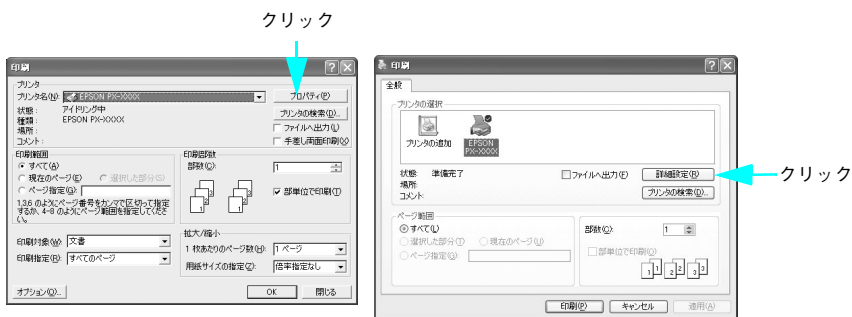 クリック
印刷
プリンタ
プリンタ名(N): EPSON PX-XXXX
プロパティ(P)
状態: アイドリング中
種類: EPSON PX-XXXX
場所:
コメント:
プリンタの検索(D)...
ファイルへ出力(L)
手差し両面印刷(X)
印刷範囲
すべて(A)
現在のページ(E) 選択した部分(S)
ページ指定(G):
1,3,6 のようにページ番号をカンマで区切って指定
するか、4-8 のようにページ範囲を指定してくださ
い。
印刷部数
部数(C): 1
部単位で印刷(T)
印刷対象(W): 文書
印刷指定(R): すべてのページ
拡大/縮小
1 枚あたりのページ数(H): 1 ページ
用紙サイズの指定(Z): 倍率指定なし
オプション(O)...
OK 閉じる
印刷
全般
プリンタの選択
プリンタの追加
EPSON
PX-XXXX
状態: 準備完了
場所:
コメント:
ファイルへ出力(F)
詳細設定(R)
プリンタの検索(D)...
クリック
ページ範囲
すべて(L)
選択した部分(T) 現在のページ(U)
ページ指定(G):
部数(C): 1
部単位で印刷(O)
1 1 2 2 3 3
印刷(P) キャンセル 適用(A)